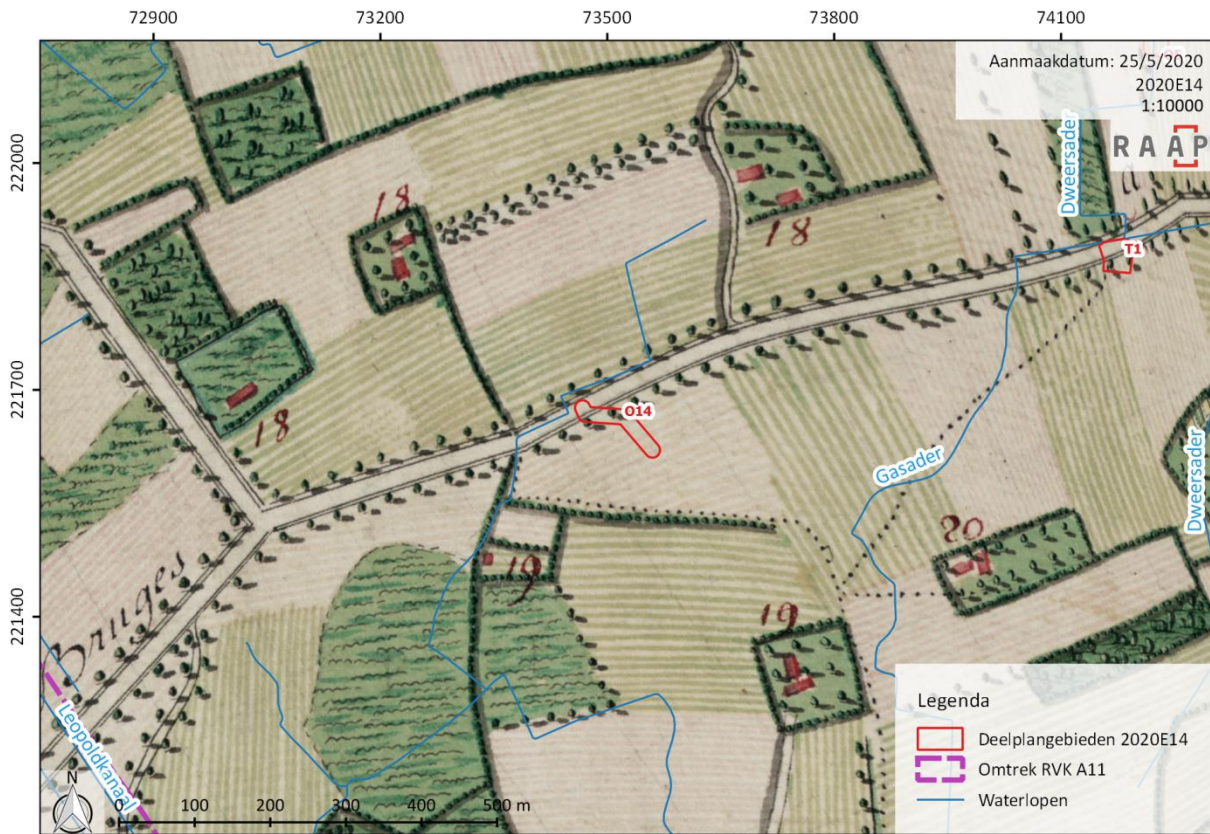 72900 73200 73500 73800 74100
Aanmaakdatum: 25/5/2020
2020E14
1:10000
RAAP
222000
221700
221400
Dweersader
T1
18
18
18
O14
Gasader
Dweersader
19
20
19
Bruges
Leopoldkanaal
Legenda
Deelplangebieden 2020E14
Omtrek RVK A11
Waterlopen
N
0 100 200 300 400 500 m